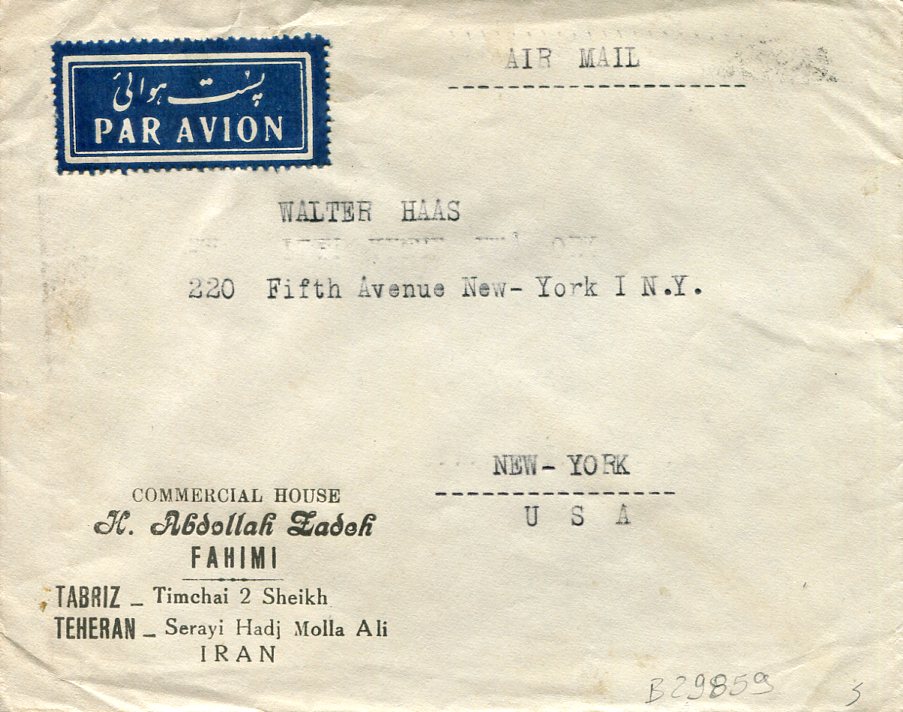 پست هوائی
PAR AVION
AIR MAIL
WALTER HAAS
220 Fifth Avenue New-York I N.Y.
NEW-YORK
U S A
COMMERCIAL HOUSE
H. Abdollah Zadeh
FAHIMI
TABRIZ _ Timchai 2 Sheikh
TEHERAN _ Serayi Hadj Molla Ali
IRAN
B29859